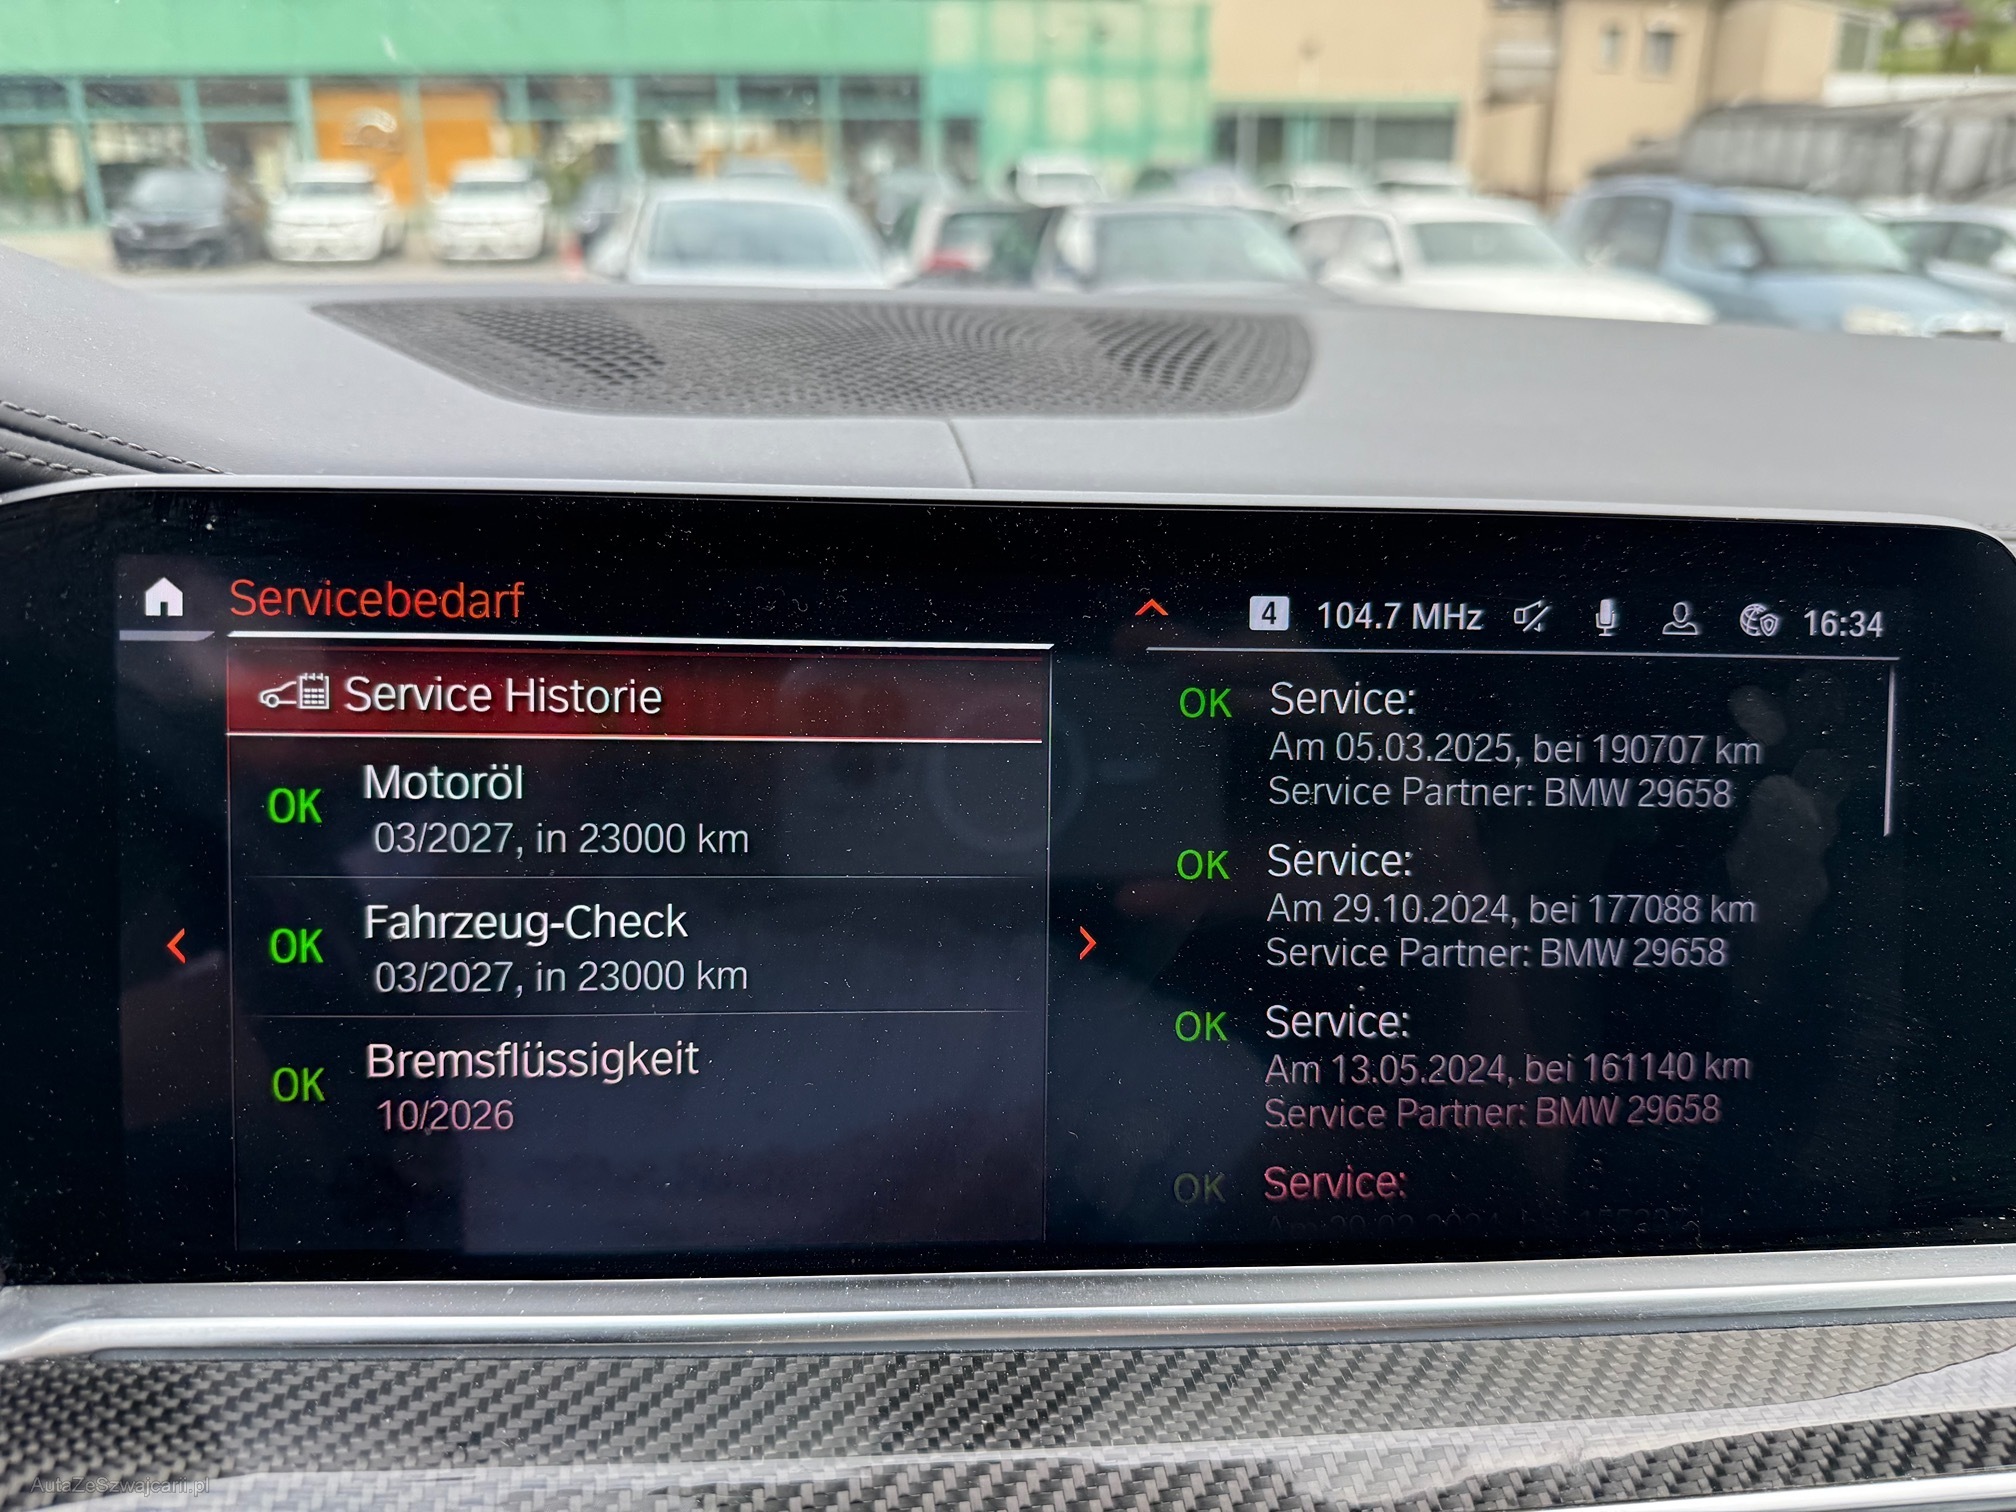 Servicebedarf
4 104.7 MHz 16:34
Service Historie
OK Motoröl
03/2027, in 23000 km
OK Fahrzeug-Check
03/2027, in 23000 km
OK Bremsflüssigkeit
10/2026
OK Service:
Am 05.03.2025, bei 190707 km
Service Partner: BMW 29658
OK Service:
Am 29.10.2024, bei 177088 km
Service Partner: BMW 29658
OK Service:
Am 13.05.2024, bei 161140 km
Service Partner: BMW 29658
OK Service:
AutaZeSzwajcarii.pl